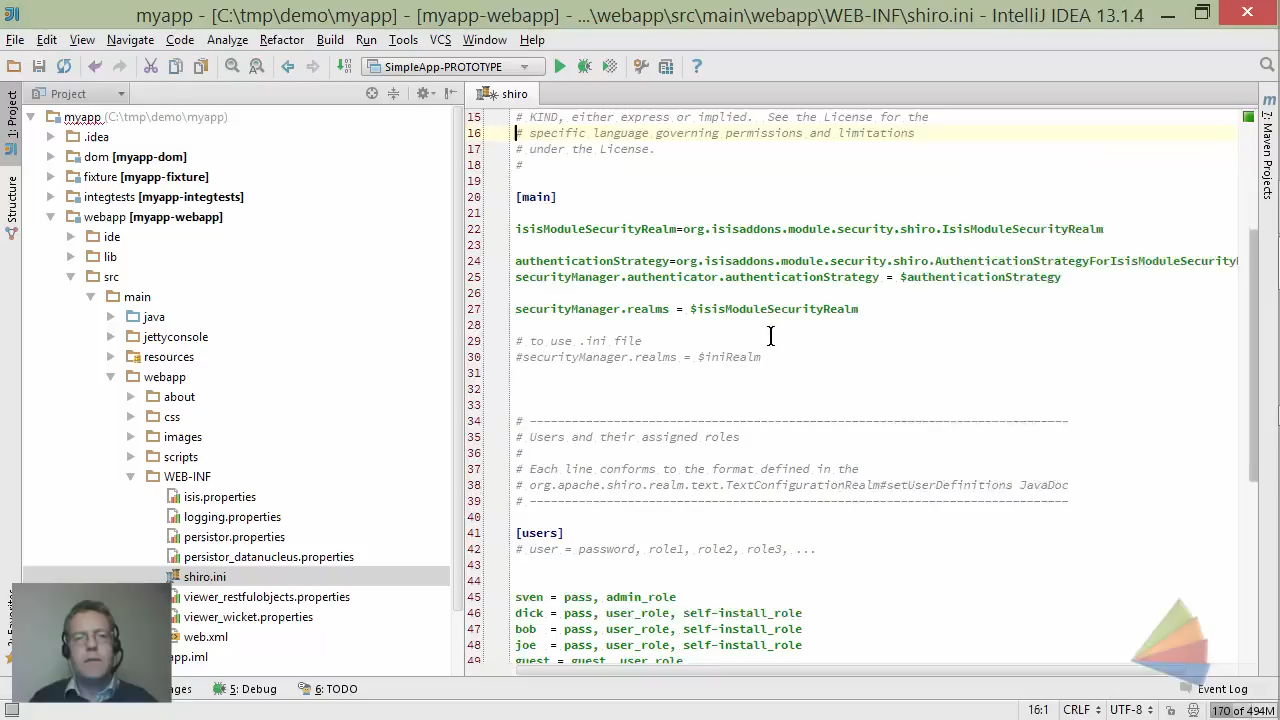 myapp - [C:\tmp\demo\myapp] - [myapp-webapp] - ...\webapp\src\main\webapp\WEB-INF\shiro.ini - IntelliJ IDEA 13.1.4
File Edit View Navigate Code Analyze Refactor Build Run Tools VCS Window Help
SimpleApp-PROTOTYPE
Project
shiro
1: Project
Structure
Maven Projects
myapp (C:\tmp\demo\myapp)
.idea
dom [myapp-dom]
fixture [myapp-fixture]
integtests [myapp-integtests]
webapp [myapp-webapp]
ide
lib
src
main
java
jettyconsole
resources
webapp
about
css
images
scripts
WEB-INF
isis.properties
logging.properties
persistor.properties
persistor_datanucleus.properties
shiro.ini
viewer_restfulobjects.properties
viewer_wicket.properties
web.xml
15 # KIND, either express or implied.  See the License for the
16 # specific language governing permissions and limitations
17 # under the License.
18 #
19
20 [main]
21
22 isisModuleSecurityRealm=org.isisaddons.module.security.shiro.IsisModuleSecurityRealm
23
24 authenticationStrategy=org.isisaddons.module.security.shiro.AuthenticationStrategyForIsisModuleSecurity
25 securityManager.authenticator.authenticationStrategy = $authenticationStrategy
26
27 securityManager.realms = $isisModuleSecurityRealm
28
29 # to use .ini file
30 #securityManager.realms = $iniRealm
31
32
33
34 # -----------------------------------------------------------------------------
35 # Users and their assigned roles
36 #
37 # Each line conforms to the format defined in the
38 # org.apache.shiro.realm.text.TextConfigurationRealm#setUserDefinitions JavaDoc
39 # -----------------------------------------------------------------------------
40
41 [users]
42 # user = password, role1, role2, role3, ...
43
44
45 sven = pass, admin_role
46 dick = pass, user_role, self-install_role
47 bob  = pass, user_role, self-install_role
48 joe  = pass, user_role, self-install_role
49 guest = guest, user_role
5: Debug 6: TODO Event Log
16:1 CRLF UTF-8 170 of 494M